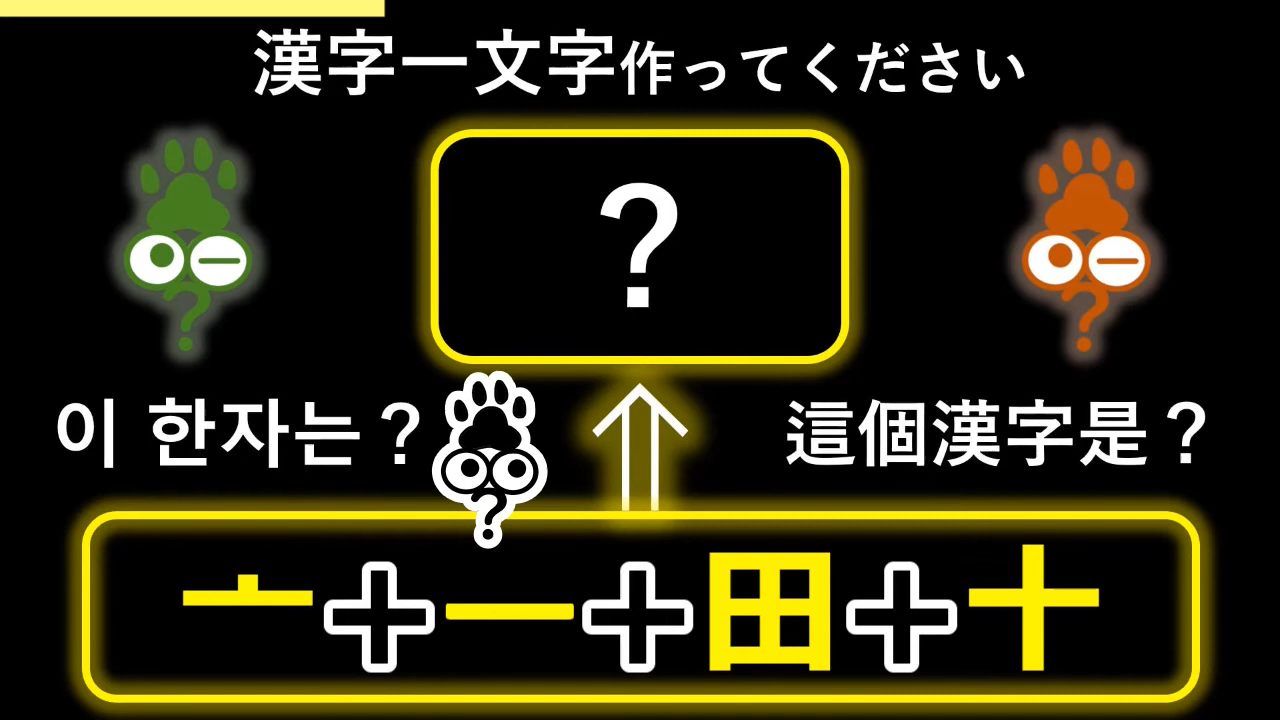 漢字一文字作ってください
?
이 한자는？
這個漢字是？
亠+一+田+十